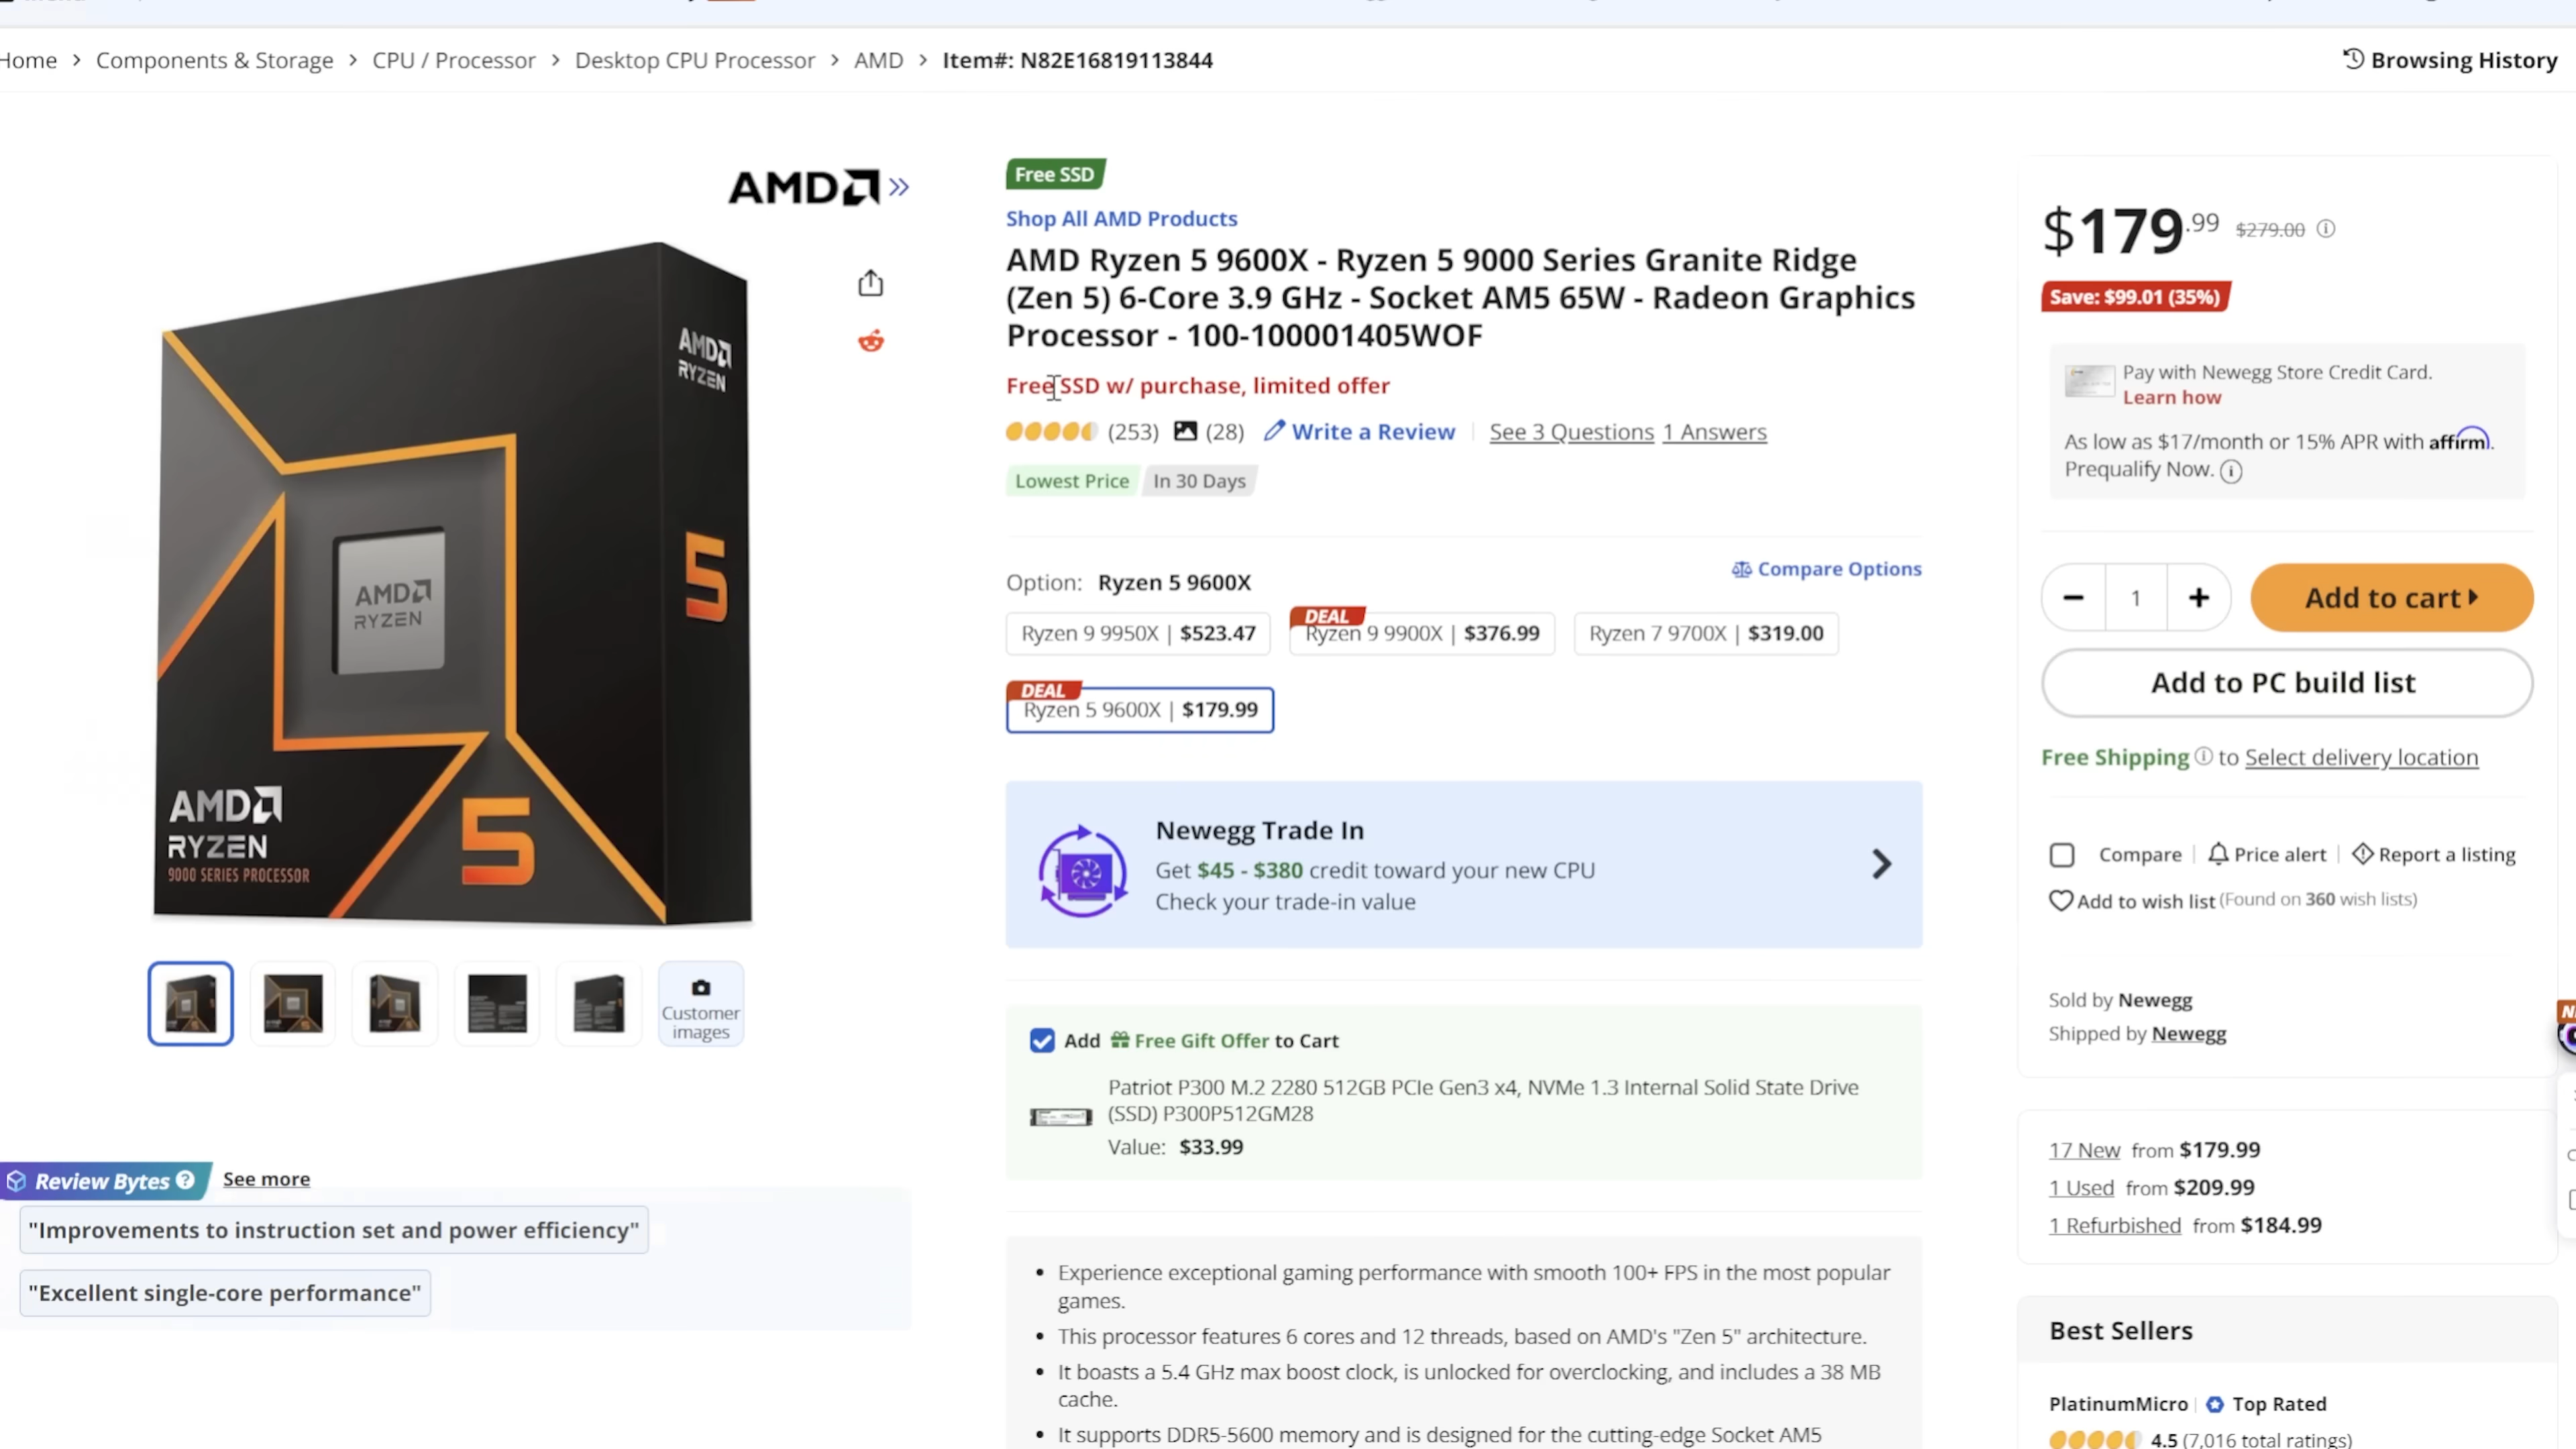 Home > Components & Storage > CPU / Processor > Desktop CPU Processor > AMD > Item#: N82E16819113844
Browsing History
AMD
AMD
RYZEN
5
AMD
RYZEN
AMD
RYZEN
9000 SERIES PROCESSOR
5
Customer
images
Review Bytes ? See more
"Improvements to instruction set and power efficiency"
"Excellent single-core performance"
Free SSD
Shop All AMD Products
AMD Ryzen 5 9600X - Ryzen 5 9000 Series Granite Ridge
(Zen 5) 6-Core 3.9 GHz - Socket AM5 65W - Radeon Graphics
Processor - 100-100001405WOF
Free SSD w/ purchase, limited offer
(253) (28) Write a Review | See 3 Questions 1 Answers
Lowest Price In 30 Days
Option: Ryzen 5 9600X
Compare Options
Ryzen 9 9950X | $523.47
DEAL
Ryzen 9 9900X | $376.99
Ryzen 7 9700X | $319.00
DEAL
Ryzen 5 9600X | $179.99
Newegg Trade In
Get $45 - $380 credit toward your new CPU
Check your trade-in value
Add Free Gift Offer to Cart
Patriot P300 M.2 2280 512GB PCIe Gen3 x4, NVMe 1.3 Internal Solid State Drive
(SSD) P300P512GM28
Value: $33.99
• Experience exceptional gaming performance with smooth 100+ FPS in the most popular
games.
• This processor features 6 cores and 12 threads, based on AMD's "Zen 5" architecture.
• It boasts a 5.4 GHz max boost clock, is unlocked for overclocking, and includes a 38 MB
cache.
• It supports DDR5-5600 memory and is designed for the cutting-edge Socket AM5
$179.99 $279.00
Save: $99.01 (35%)
Pay with Newegg Store Credit Card.
Learn how
As low as $17/month or 15% APR with affirm.
Prequalify Now.
− 1 +
Add to cart
Add to PC build list
Free Shipping to Select delivery location
Compare | Price alert | Report a listing
Add to wish list (Found on 360 wish lists)
Sold by Newegg
Shipped by Newegg
17 New from $179.99
1 Used from $209.99
1 Refurbished from $184.99
Best Sellers
PlatinumMicro | Top Rated
4.5 (7,016 total ratings)